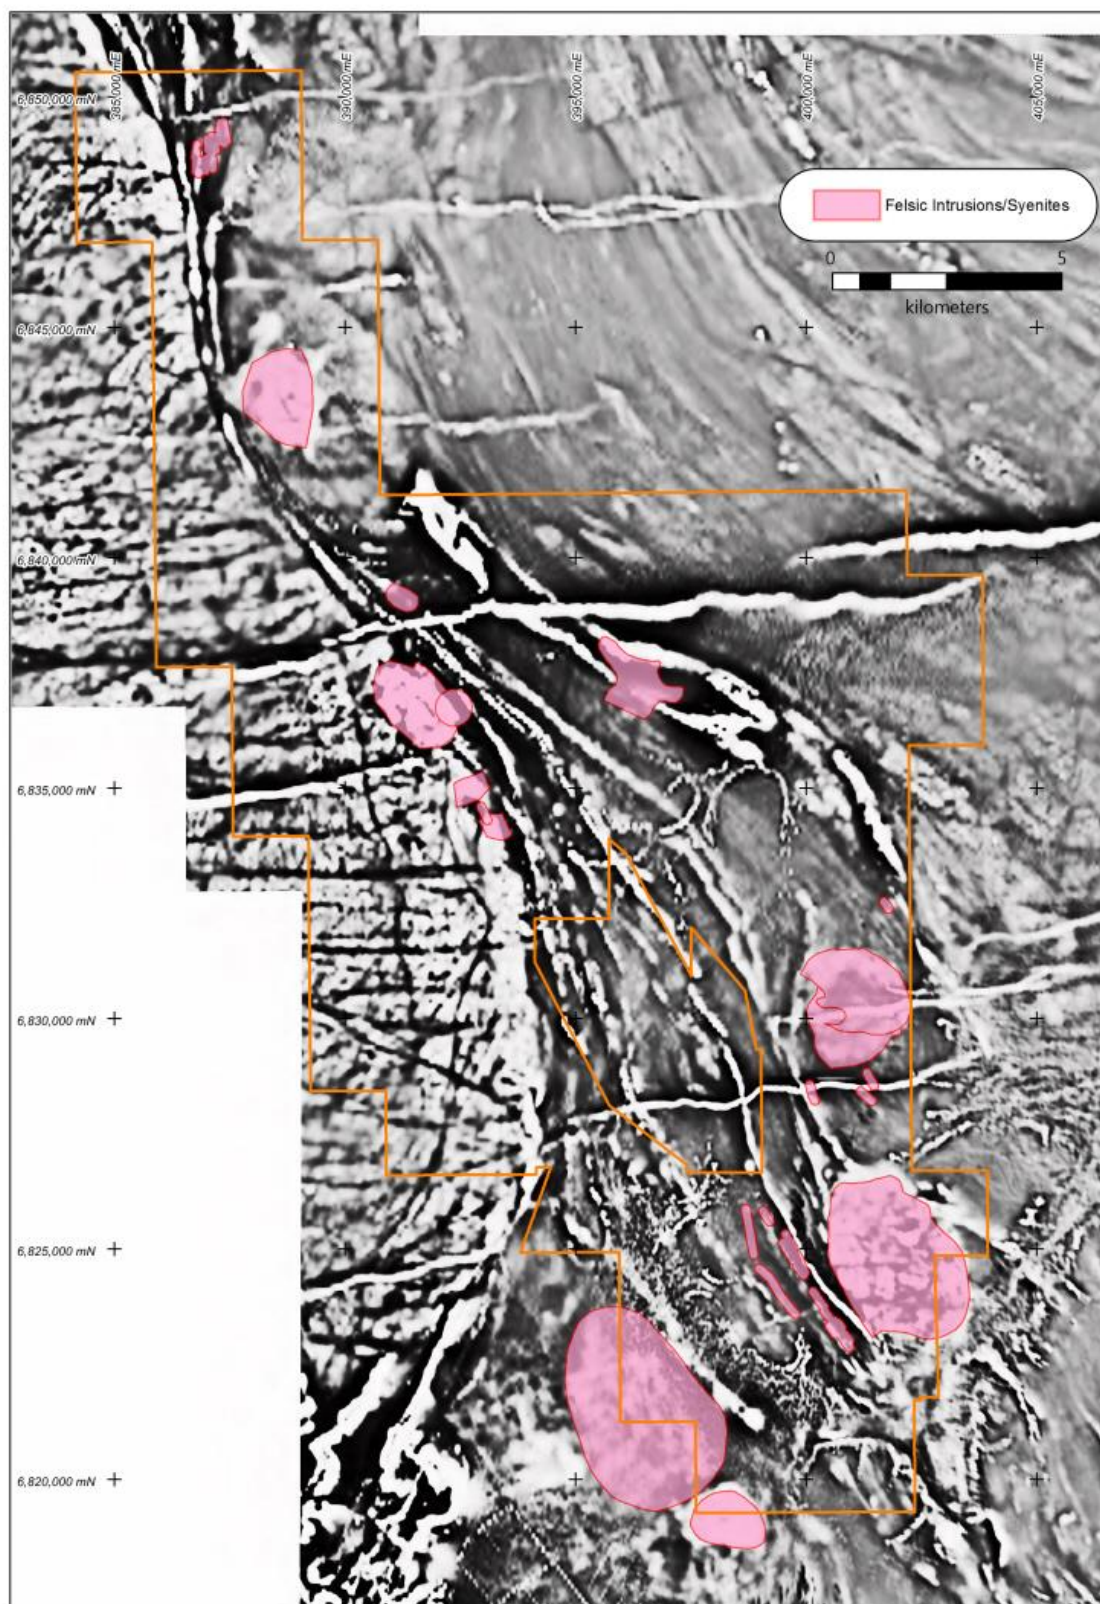 385,000 mE
390,000 mE
395,000 mE
400,000 mE
405,000 mE
6,850,000 mN
Felsic Intrusions/Syenites
0
5
kilometers
6,845,000 mN
6,840,000 mN
6,835,000 mN
6,830,000 mN
6,825,000 mN
6,820,000 mN